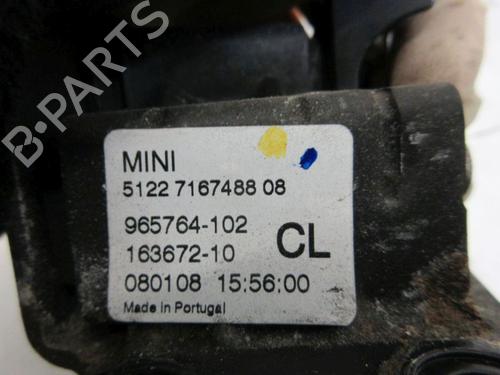 B-PARTS
MINI
5122 7167488 08
965764-102
163672-10
CL
080108 15:56:00
Made in Portugal